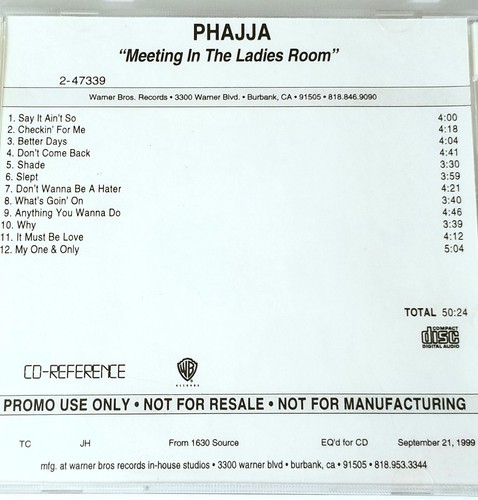 PHAJJA
"Meeting In The Ladies Room"
2-47339
Warner Bros. Records • 3300 Warner Blvd. • Burbank, CA • 91505 • 818.846.9090
1. Say It Ain't So 4:00
2. Checkin' For Me 4:18
3. Better Days 4:04
4. Don't Come Back 4:41
5. Shade 3:30
6. Slept 3:59
7. Don't Wanna Be A Hater 4:21
8. What's Goin' On 3:40
9. Anything You Wanna Do 4:46
10. Why 3:39
11. It Must Be Love 4:12
12. My One & Only 5:04
TOTAL 50:24
COMPACT
disc
DIGITAL AUDIO
CD-REFERENCE
WB
RECORDS
PROMO USE ONLY • NOT FOR RESALE • NOT FOR MANUFACTURING
TC JH From 1630 Source EQ'd for CD September 21, 1999
mfg. at warner bros records in-house studios • 3300 warner blvd • burbank, ca • 91505 • 818.953.3344